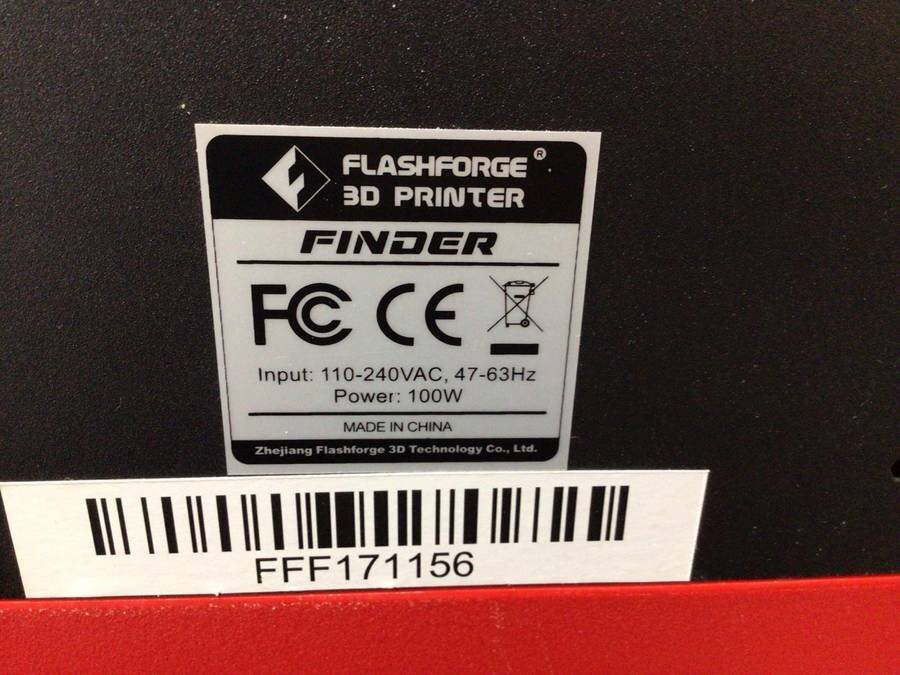 FLASHFORGE®
3D PRINTER
FINDER
FC CE
Input: 110-240VAC, 47-63Hz
Power: 100W
MADE IN CHINA
Zhejiang Flashforge 3D Technology Co., Ltd.
FFF171156